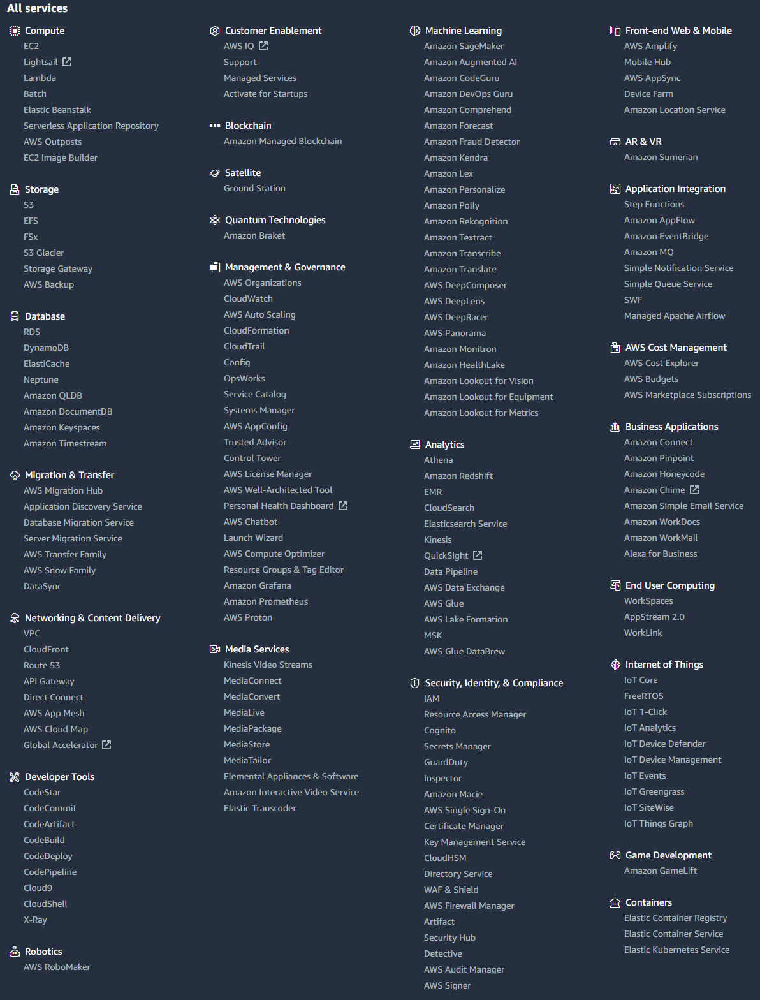 All services
Compute
EC2
Lightsail
Lambda
Batch
Elastic Beanstalk
Serverless Application Repository
AWS Outposts
EC2 Image Builder
Storage
S3
EFS
FSx
S3 Glacier
Storage Gateway
AWS Backup
Database
RDS
DynamoDB
ElastiCache
Neptune
Amazon QLDB
Amazon DocumentDB
Amazon Keyspaces
Amazon Timestream
Migration & Transfer
AWS Migration Hub
Application Discovery Service
Database Migration Service
Server Migration Service
AWS Transfer Family
AWS Snow Family
DataSync
Networking & Content Delivery
VPC
CloudFront
Route 53
API Gateway
Direct Connect
AWS App Mesh
AWS Cloud Map
Global Accelerator
Developer Tools
CodeStar
CodeCommit
CodeArtifact
CodeBuild
CodeDeploy
CodePipeline
Cloud9
CloudShell
X-Ray
Robotics
AWS RoboMaker
Customer Enablement
AWS IQ
Support
Managed Services
Activate for Startups
Blockchain
Amazon Managed Blockchain
Satellite
Ground Station
Quantum Technologies
Amazon Braket
Management & Governance
AWS Organizations
CloudWatch
AWS Auto Scaling
CloudFormation
CloudTrail
Config
OpsWorks
Service Catalog
Systems Manager
AWS AppConfig
Trusted Advisor
Control Tower
AWS License Manager
AWS Well-Architected Tool
Personal Health Dashboard
AWS Chatbot
Launch Wizard
AWS Compute Optimizer
Resource Groups & Tag Editor
Amazon Grafana
Amazon Prometheus
AWS Proton
Media Services
Kinesis Video Streams
MediaConnect
MediaConvert
MediaLive
MediaPackage
MediaStore
MediaTailor
Elemental Appliances & Software
Amazon Interactive Video Service
Elastic Transcoder
Machine Learning
Amazon SageMaker
Amazon Augmented AI
Amazon CodeGuru
Amazon DevOps Guru
Amazon Comprehend
Amazon Forecast
Amazon Fraud Detector
Amazon Kendra
Amazon Lex
Amazon Personalize
Amazon Polly
Amazon Rekognition
Amazon Textract
Amazon Transcribe
Amazon Translate
AWS DeepComposer
AWS DeepLens
AWS DeepRacer
AWS Panorama
Amazon Monitron
Amazon HealthLake
Amazon Lookout for Vision
Amazon Lookout for Equipment
Amazon Lookout for Metrics
Analytics
Athena
Amazon Redshift
EMR
CloudSearch
Elasticsearch Service
Kinesis
QuickSight
Data Pipeline
AWS Data Exchange
AWS Glue
AWS Lake Formation
MSK
AWS Glue DataBrew
Security, Identity, & Compliance
IAM
Resource Access Manager
Cognito
Secrets Manager
GuardDuty
Inspector
Amazon Macie
AWS Single Sign-On
Certificate Manager
Key Management Service
CloudHSM
Directory Service
WAF & Shield
AWS Firewall Manager
Artifact
Security Hub
Detective
AWS Audit Manager
AWS Signer
Front-end Web & Mobile
AWS Amplify
Mobile Hub
AWS AppSync
Device Farm
Amazon Location Service
AR & VR
Amazon Sumerian
Application Integration
Step Functions
Amazon AppFlow
Amazon EventBridge
Amazon MQ
Simple Notification Service
Simple Queue Service
SWF
Managed Apache Airflow
AWS Cost Management
AWS Cost Explorer
AWS Budgets
AWS Marketplace Subscriptions
Business Applications
Amazon Connect
Amazon Pinpoint
Amazon Honeycode
Amazon Chime
Amazon Simple Email Service
Amazon WorkDocs
Amazon WorkMail
Alexa for Business
End User Computing
WorkSpaces
AppStream 2.0
WorkLink
Internet of Things
IoT Core
FreeRTOS
IoT 1-Click
IoT Analytics
IoT Device Defender
IoT Device Management
IoT Events
IoT Greengrass
IoT SiteWise
IoT Things Graph
Game Development
Amazon GameLift
Containers
Elastic Container Registry
Elastic Container Service
Elastic Kubernetes Service